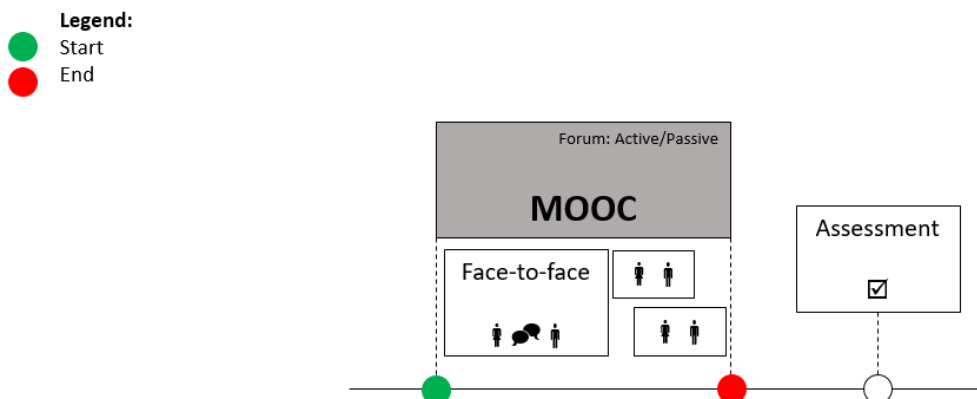 Legend:
Start
End
Forum: Active/Passive
MOOC
Assessment
Face-to-face